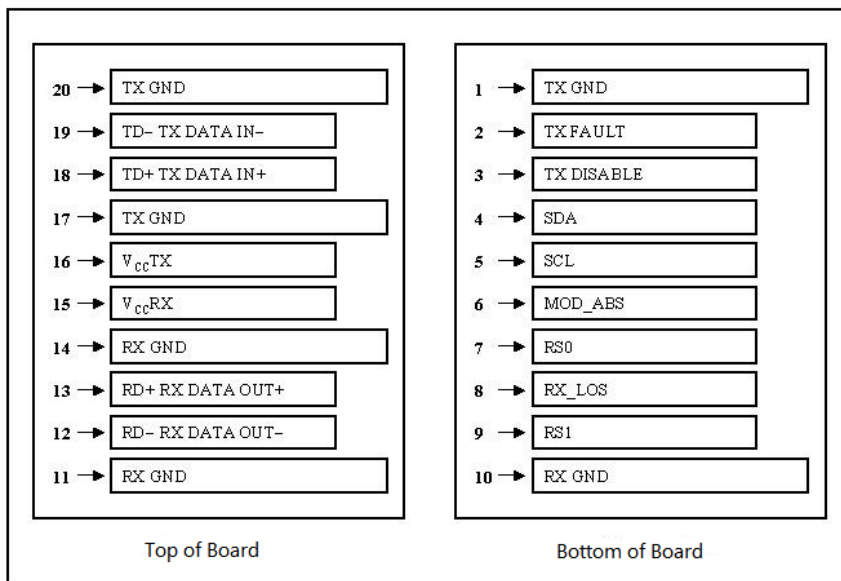 20 TX GND
19 TD− TX DATA IN−
18 TD+ TX DATA IN+
17 TX GND
16 VCCTX
15 VCCRX
14 RX GND
13 RD+ RX DATA OUT+
12 RD− RX DATA OUT−
11 RX GND
Top of Board
1 TX GND
2 TX FAULT
3 TX DISABLE
4 SDA
5 SCL
6 MOD_ABS
7 RS0
8 RX_LOS
9 RS1
10 RX GND
Bottom of Board